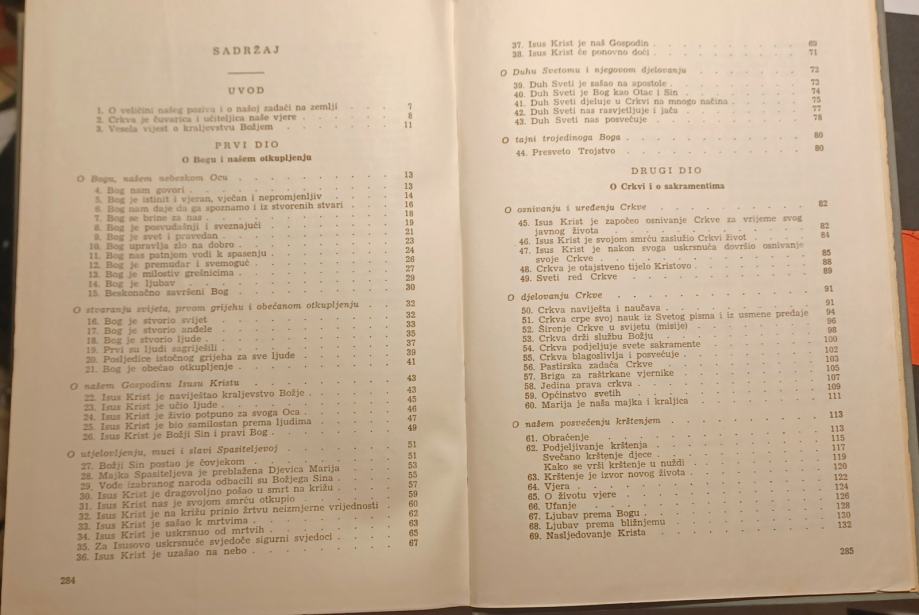 SADRŽAJ
UVOD
1. O veličini našeg poziva i o našoj zadaći na zemlji . . . 7
2. Crkva je čuvarica i učiteljica naše vjere . . . 8
3. Vesela vijest o kraljevstvu Božjem . . . 11
PRVI DIO
O Bogu i našem otkupljenju
O Bogu, našem nebeskom Ocu . . . 13
4. Bog nam govori . . . 13
5. Bog je istinit i vjeran, vječan i nepromjenljiv . . . 14
6. Bog nam daje da ga spoznamo i iz stvorenih stvari . . . 16
7. Bog se brine za nas . . . 18
8. Bog je posvudašnji i sveznajući . . . 19
9. Bog je svet i pravedan . . . 21
10. Bog upravlja zlo na dobro . . . 23
11. Bog nas patnjom vodi k spasenju . . . 24
12. Bog je premudar i svemoguć . . . 26
13. Bog je milostiv grešnicima . . . 27
14. Bog je ljubav . . . 29
15. Beskonačno savršeni Bog . . . 30
O stvaranju svijeta, prvom grijehu i obećanom otkupljenju . . . 32
16. Bog je stvorio svijet . . . 32
17. Bog je stvorio anđele . . . 33
18. Bog je stvorio ljude . . . 35
19. Prvi su ljudi sagriješili . . . 37
20. Posljedice istočnog grijeha za sve ljude . . . 39
21. Bog je obećao otkupljenje . . . 41
O našem Gospodinu Isusu Kristu . . . 43
22. Isus Krist je naviještao kraljevstvo Božje . . . 43
23. Isus Krist je učio ljude . . . 45
24. Isus Krist je živio potpuno za svoga Oca . . . 46
25. Isus Krist je bio samilostan prema ljudima . . . 47
26. Isus Krist je Božji Sin i pravi Bog . . . 49
O utjelovljenju, muci i slavi Spasiteljevoj . . . 51
27. Božji Sin postao je čovjekom . . . 51
28. Majka Spasiteljeva je preblažena Djevica Marija . . . 53
29. Vođe izabranog naroda odbacili su Božjega Sina . . . 55
30. Isus Krist je dragovoljno pošao u smrt na križu . . . 57
31. Isus Krist nas je svojom smrću otkupio . . . 59
32. Isus Krist je na križu prinio žrtvu neizmjerne vrijednosti . . . 60
33. Isus Krist je sašao k mrtvima . . . 62
34. Isus Krist je uskrsnuo od mrtvih . . . 63
35. Za Isusovo uskrsnuće svjedoče sigurni svjedoci . . . 65
36. Isus Krist je uzašao na nebo . . . 67
284
37. Isus Krist je naš Gospodin . . . 69
38. Isus Krist će ponovno doći . . . 71
O Duhu Svetomu i njegovom djelovanju . . . 72
39. Duh Sveti je sašao na apostole . . . 73
40. Duh Sveti je Bog kao Otac i Sin . . . 74
41. Duh Sveti djeluje u Crkvi na mnogo načina . . . 75
42. Duh Sveti nas rasvjetljuje i jača . . . 77
43. Duh Sveti nas posvećuje . . . 78
O tajni trojedinoga Boga . . . 80
44. Presveto Trojstvo . . . 80
DRUGI DIO
O Crkvi i o sakramentima
O osnivanju i uređenju Crkve . . . 82
45. Isus Krist je započeo osnivanje Crkve za vrijeme svog
javnog života . . . 82
46. Isus Krist je svojom smrću zaslužio Crkvi život . . . 84
47. Isus Krist je nakon svoga uskrsnuća dovršio osnivanje
svoje Crkve . . . 85
48. Crkva je otajstveno tijelo Kristovo . . . 88
49. Sveti red Crkve . . . 89
O djelovanju Crkve . . . 91
50. Crkva naviješta i naučava . . . 91
51. Crkva crpe svoj nauk iz Svetog pisma i iz usmene predaje 94
52. Širenje Crkve u svijetu (misije) . . . 96
53. Crkva drži službu Božju . . . 98
54. Crkva podjeljuje svete sakramente . . . 100
55. Crkva blagoslivlja i posvećuje . . . 102
56. Pastirska zadaća Crkve . . . 103
57. Briga za raštrkane vjernike . . . 105
58. Jedina prava crkva . . . 107
59. Općinstvo svetih . . . 109
60. Marija je naša majka i kraljica . . . 111
O našem posvećenju krštenjem . . . 113
61. Obraćenje . . . 113
62. Podjeljivanje krštenja . . . 115
Svečano krštenje djece . . . 117
Kako se vrši krštenje u nuždi . . . 119
63. Krštenje je izvor novog života . . . 120
64. Vjera . . . 122
65. O životu vjere . . . 124
66. Ufanje . . . 126
67. Ljubav prema Bogu . . . 128
68. Ljubav prema bližnjemu . . . 130
69. Nasljedovanje Krista . . . 132
285